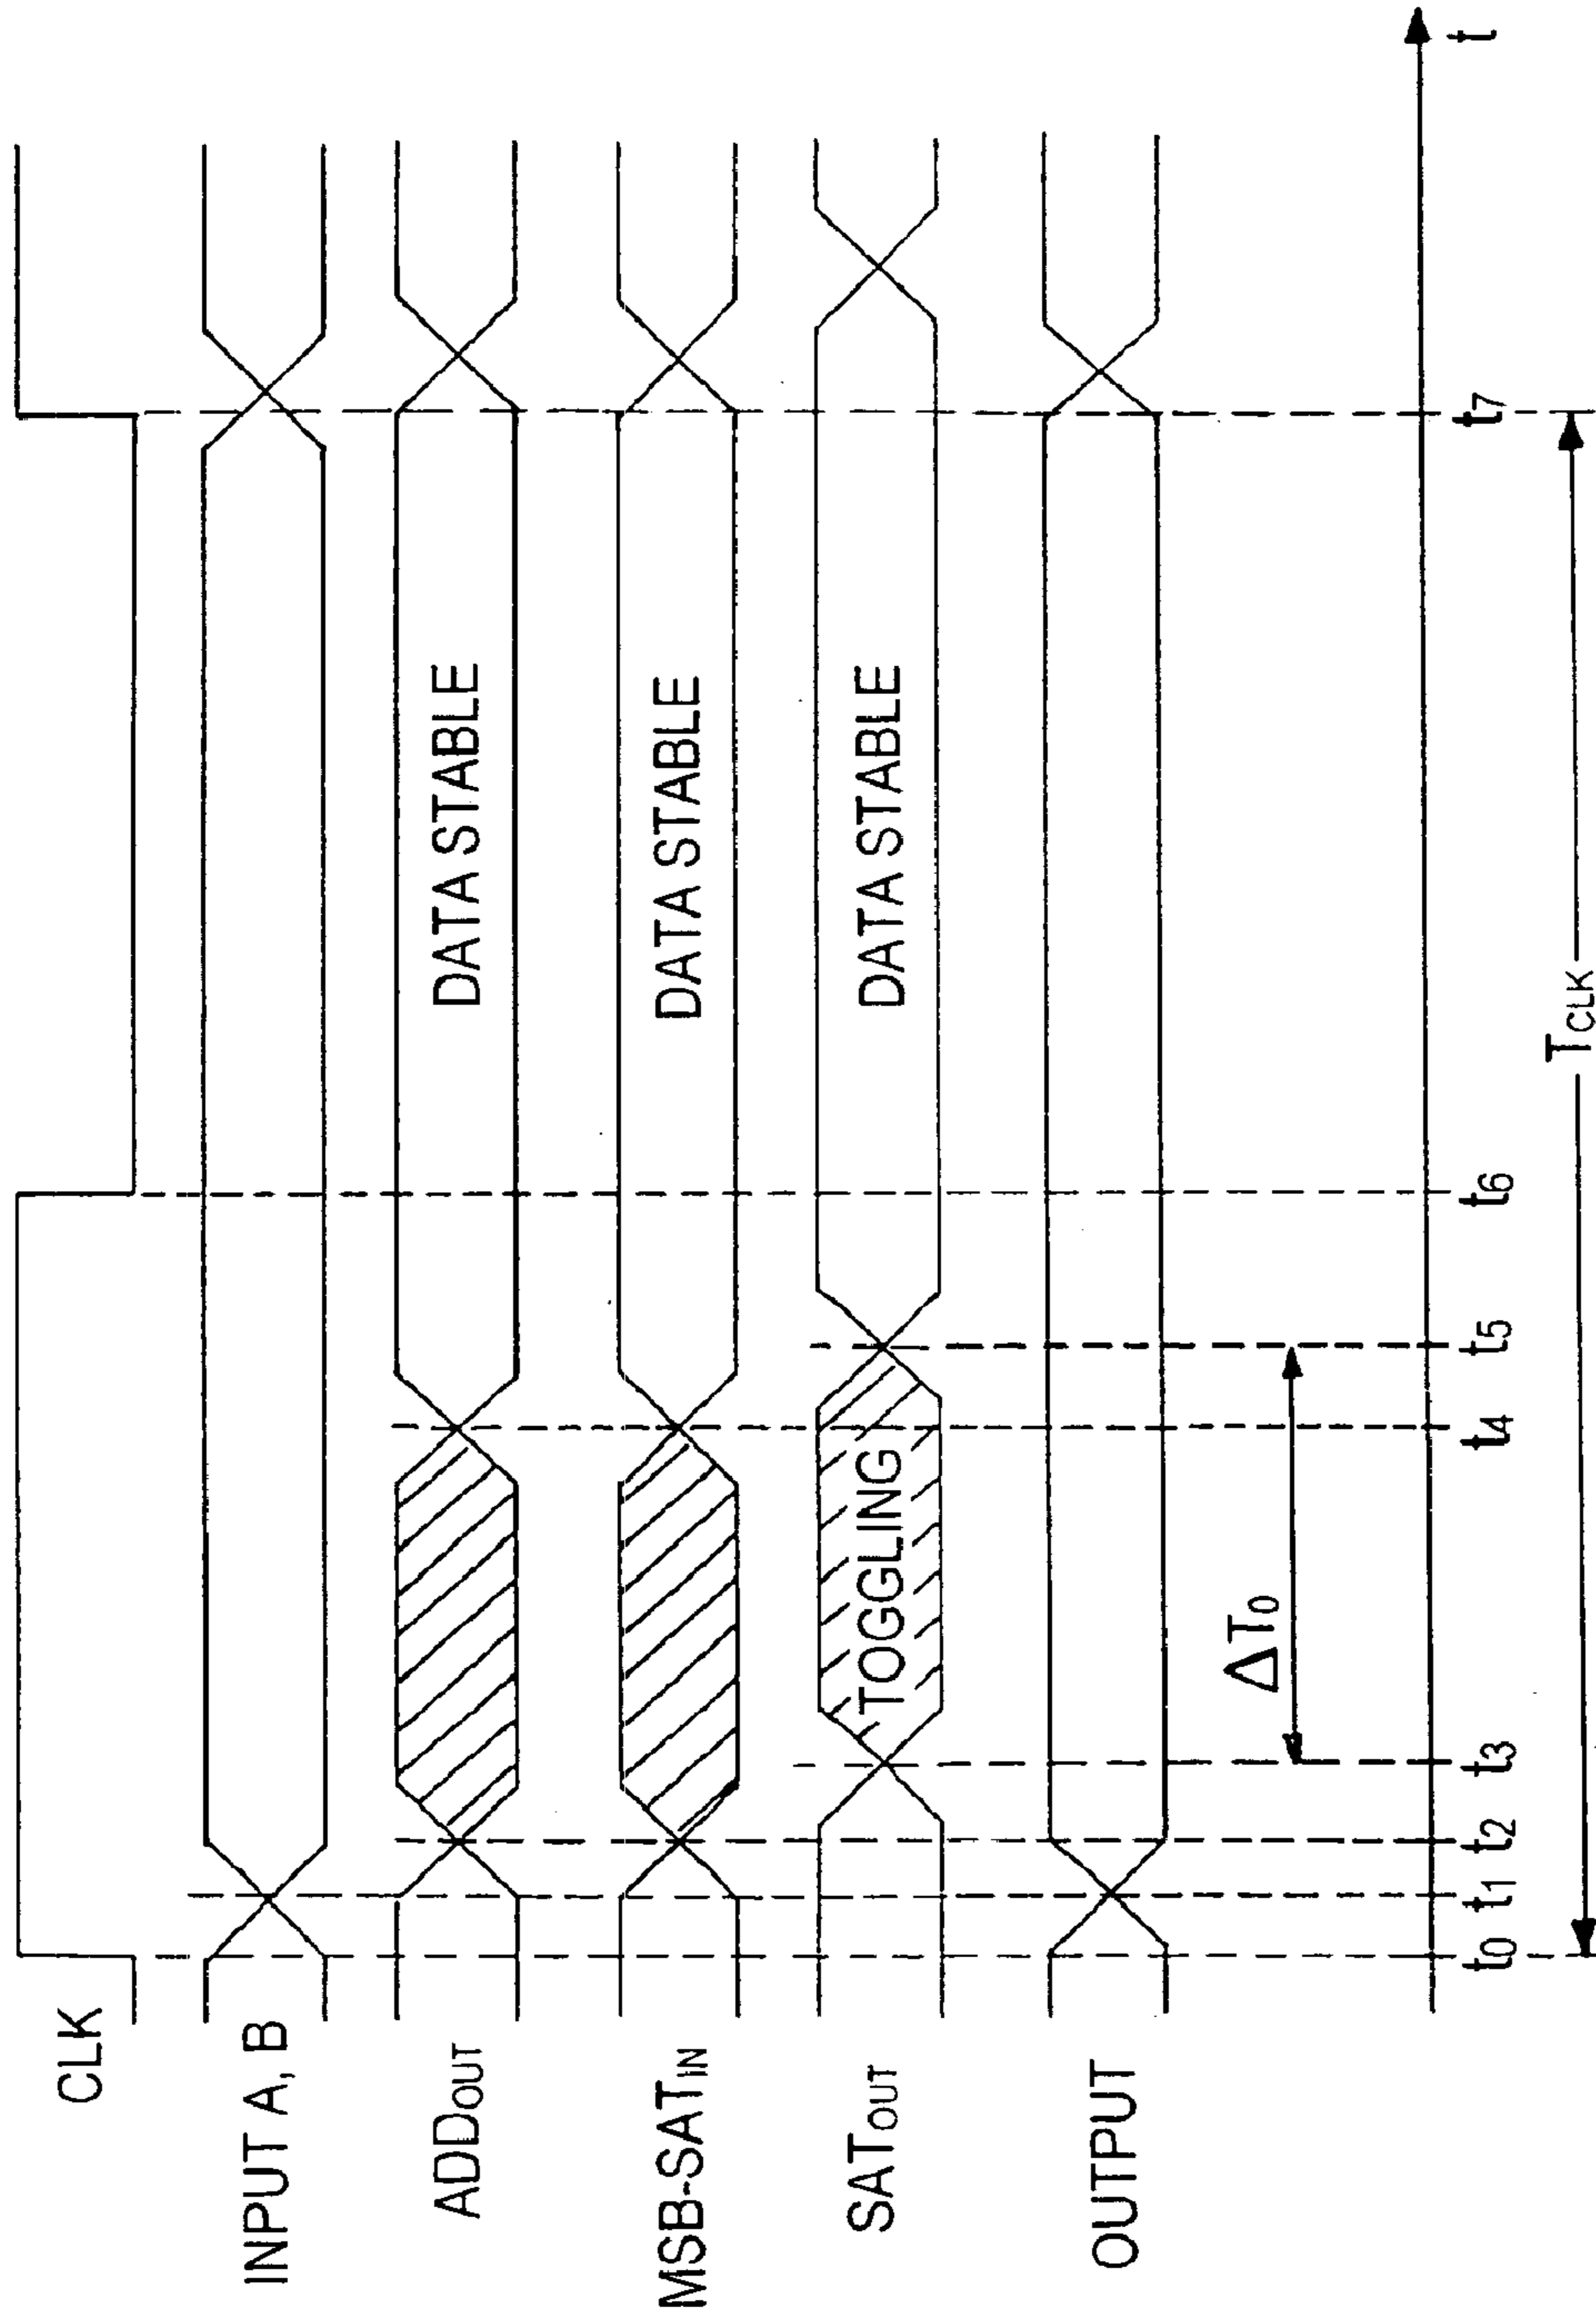 CLK
INPUT A, B
ADDOUT
DATA STABLE
MSB-SATIN
DATA STABLE
SATOUT
TOGGLING
DATA STABLE
OUTPUT
ΔT0
t
t0 t1 t2 t3 t4 t5 t6 t7
TCLK